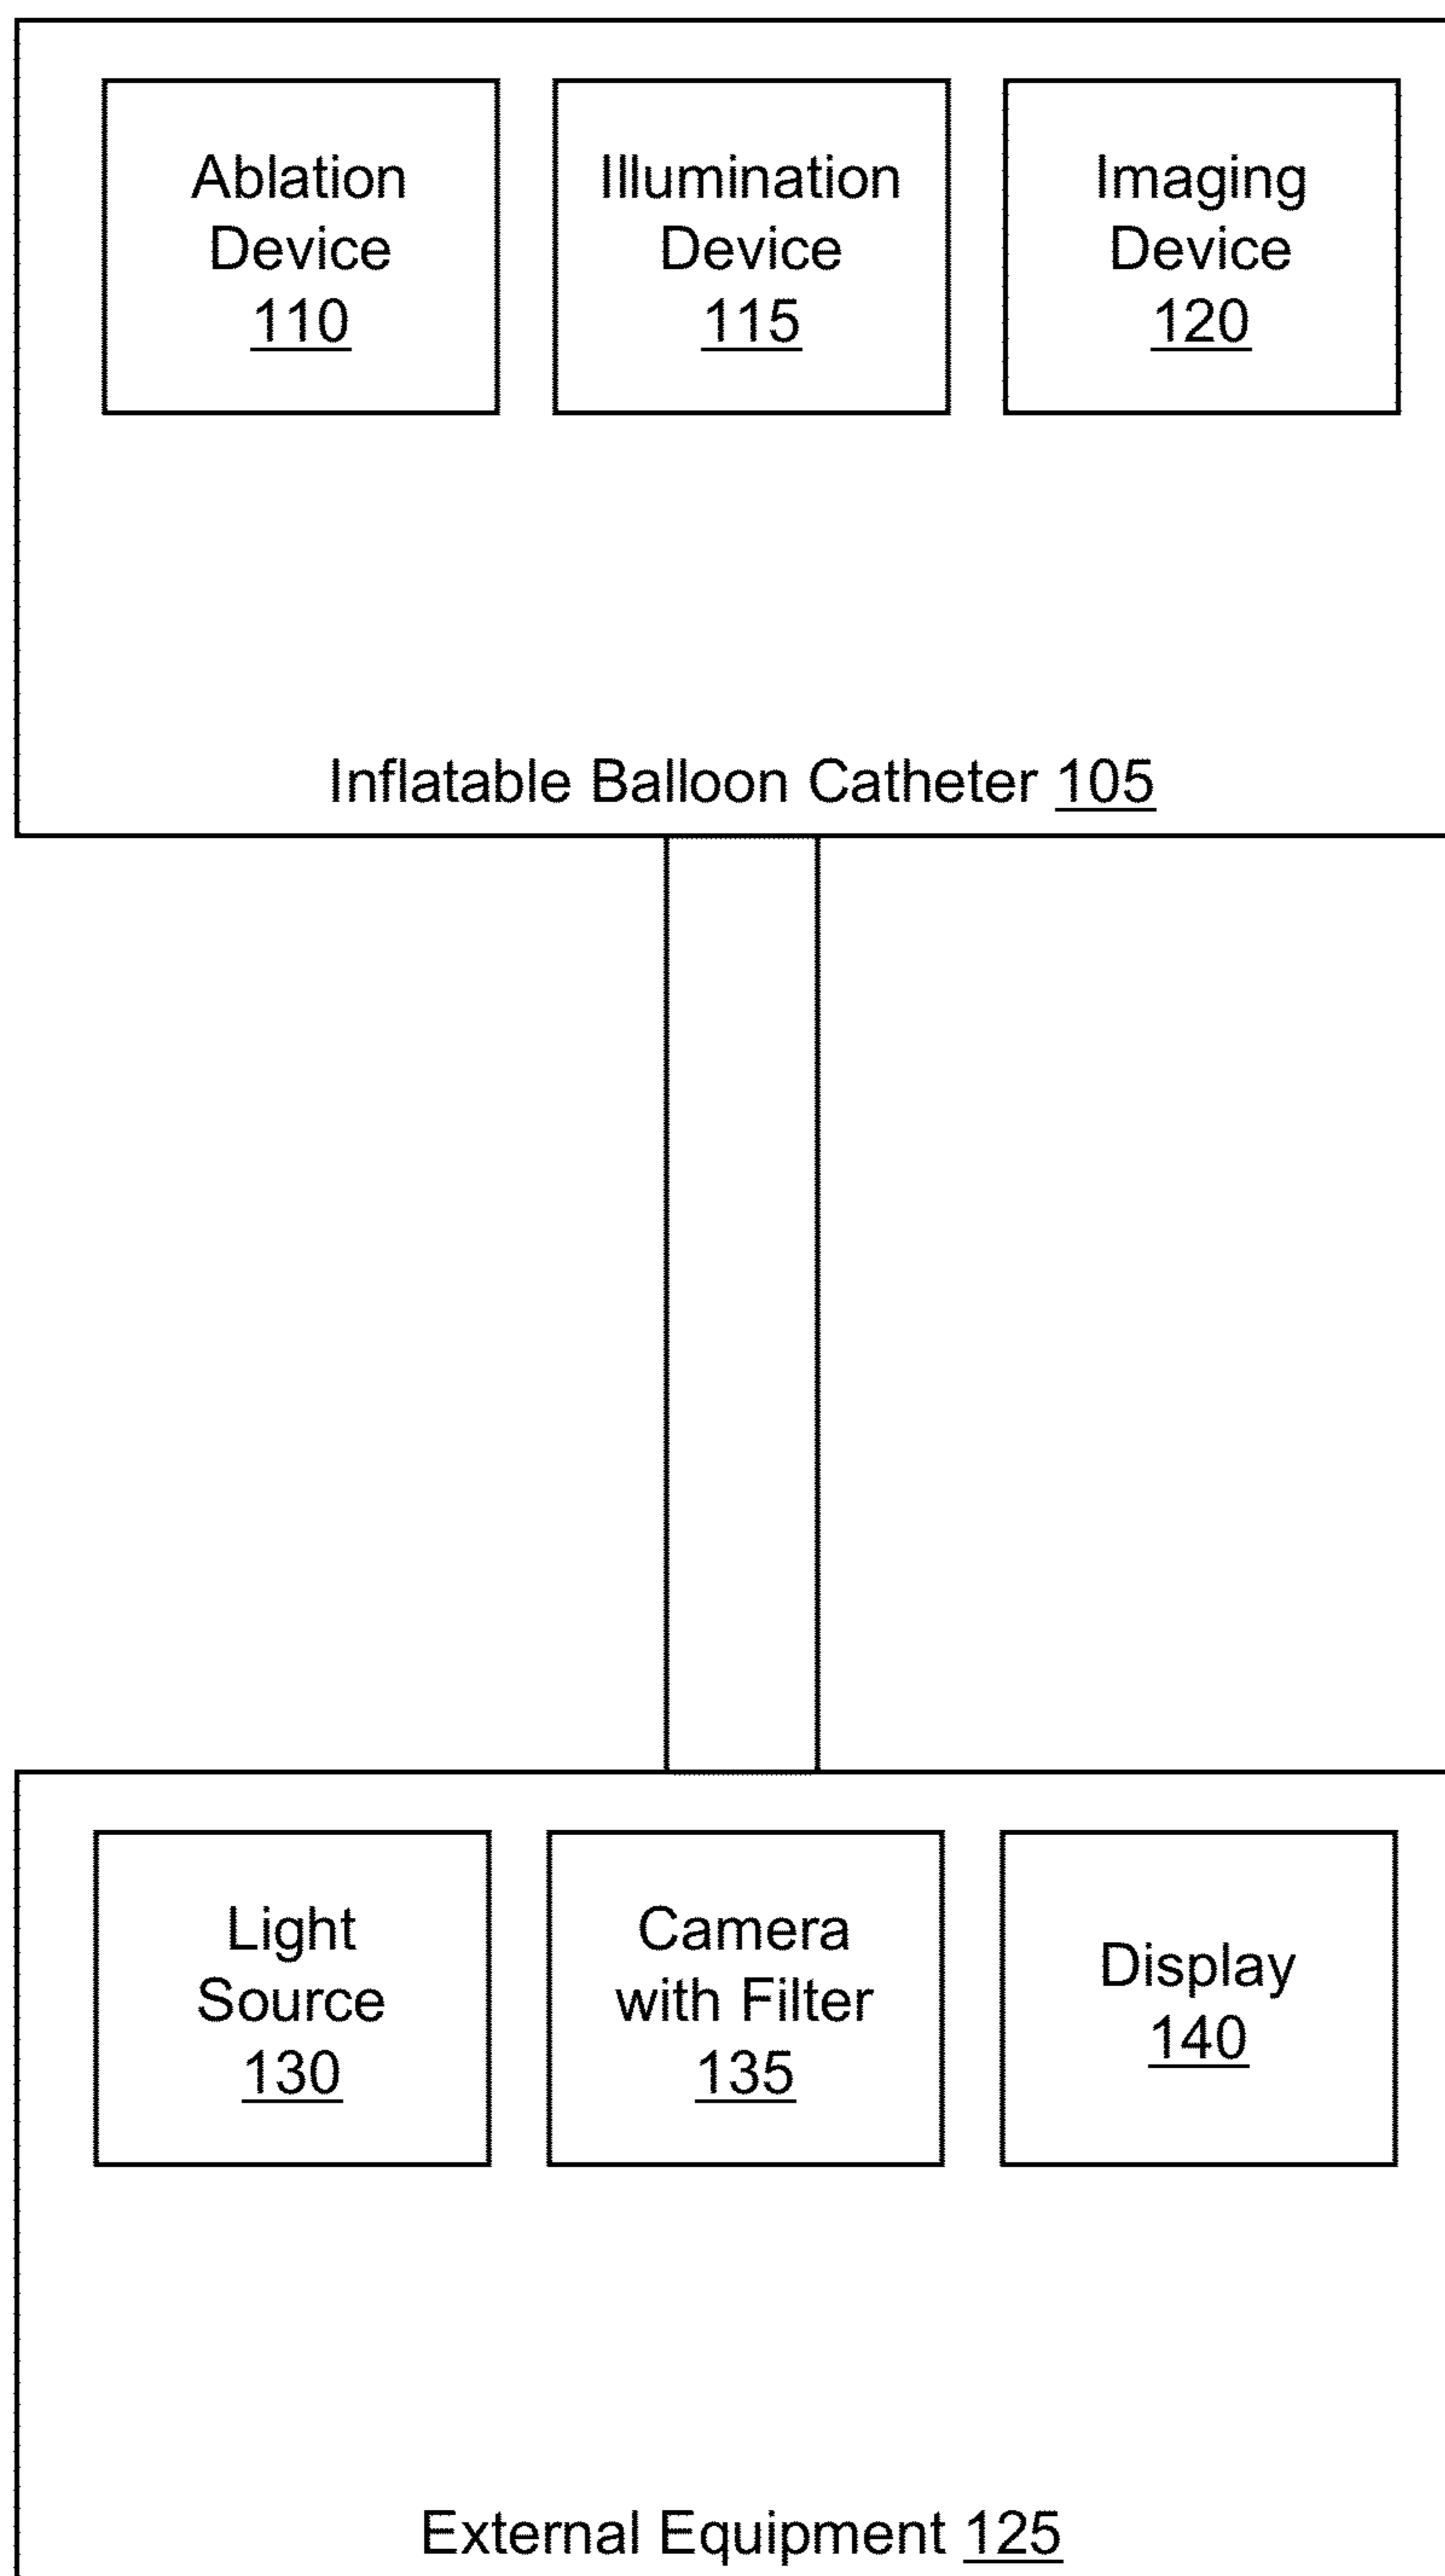 Ablation
Device
110
Illumination
Device
115
Imaging
Device
120
Inflatable Balloon Catheter 105
Light
Source
130
Camera
with Filter
135
Display
140
External Equipment 125